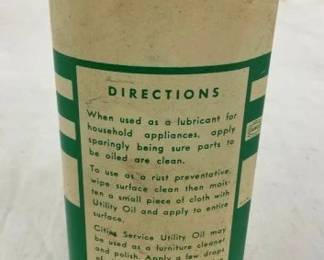 DIRECTIONS
When used as a lubricant for
household appliances, apply
sparingly being sure parts to
be oiled are clean.
To use as a rust preventative,
wipe surface clean then mois-
ten a small piece of cloth with
Utility Oil and apply to entire
surface.
Cities Service Utility Oil may
be used as a furniture cleaner
and polish. Apply a few drops